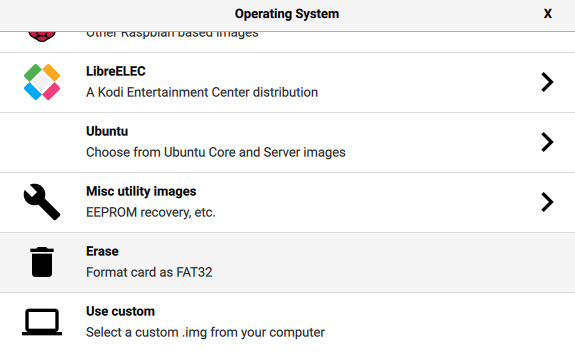 Operating System X
Other Raspbian based images
LibreELEC
A Kodi Entertainment Center distribution
Ubuntu
Choose from Ubuntu Core and Server images
Misc utility images
EEPROM recovery, etc.
Erase
Format card as FAT32
Use custom
Select a custom .img from your computer